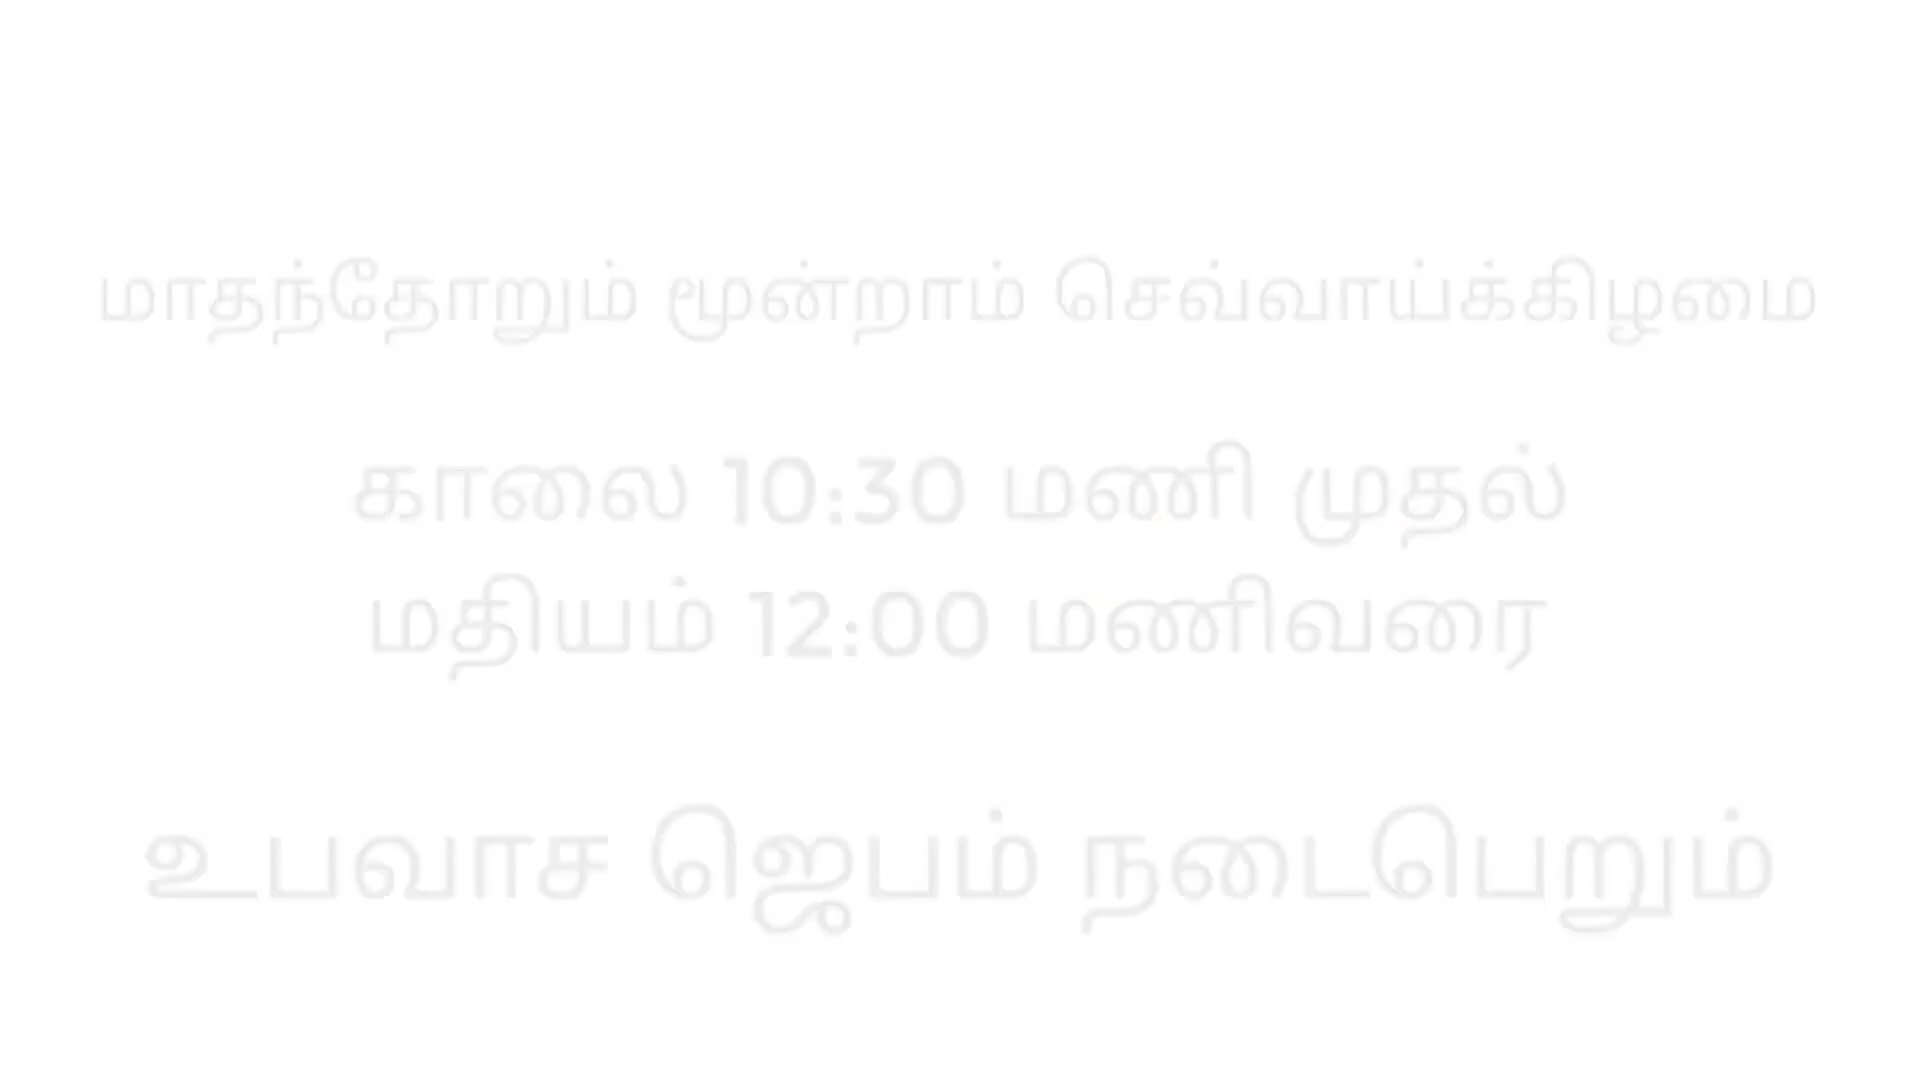 மாதந்தோறும் மூன்றாம் செவ்வாய்க்கிழமை
காலை 10:30 மணி முதல்
மதியம் 12:00 மணிவரை
உபவாச ஜெபம் நடைபெறும்